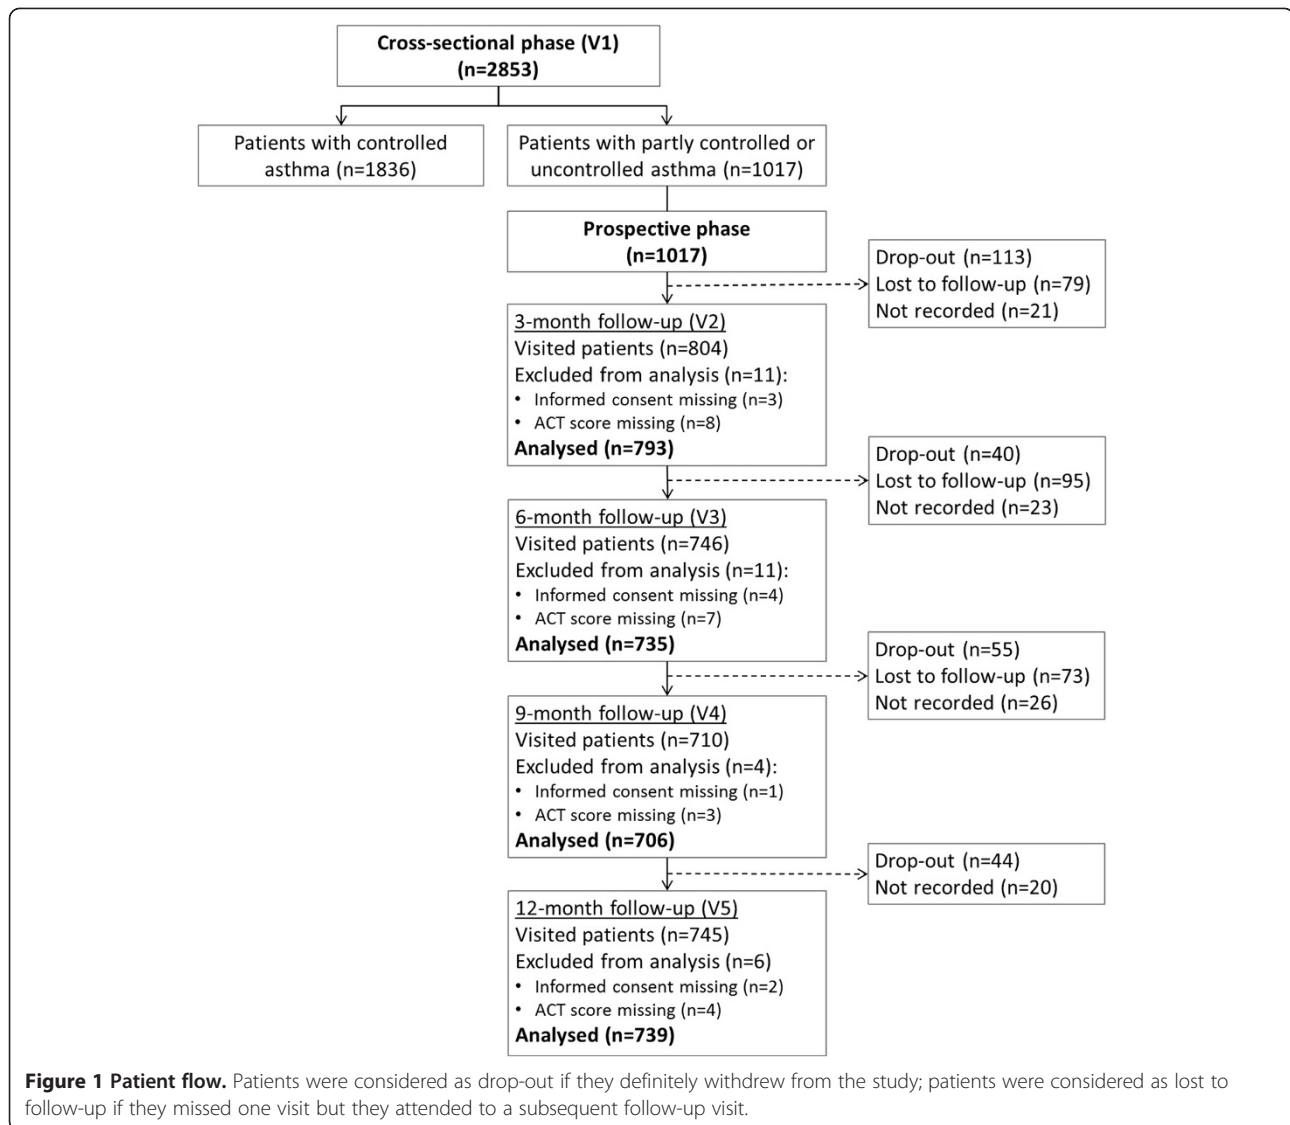 Cross-sectional phase (V1)
(n=2853)
Patients with controlled
asthma (n=1836)
Patients with partly controlled or
uncontrolled asthma (n=1017)
Prospective phase
(n=1017)
Drop-out (n=113)
Lost to follow-up (n=79)
Not recorded (n=21)
3-month follow-up (V2)
Visited patients (n=804)
Excluded from analysis (n=11):
• Informed consent missing (n=3)
• ACT score missing (n=8)
Analysed (n=793)
Drop-out (n=40)
Lost to follow-up (n=95)
Not recorded (n=23)
6-month follow-up (V3)
Visited patients (n=746)
Excluded from analysis (n=11):
• Informed consent missing (n=4)
• ACT score missing (n=7)
Analysed (n=735)
Drop-out (n=55)
Lost to follow-up (n=73)
Not recorded (n=26)
9-month follow-up (V4)
Visited patients (n=710)
Excluded from analysis (n=4):
• Informed consent missing (n=1)
• ACT score missing (n=3)
Analysed (n=706)
Drop-out (n=44)
Not recorded (n=20)
12-month follow-up (V5)
Visited patients (n=745)
Excluded from analysis (n=6)
• Informed consent missing (n=2)
• ACT score missing (n=4)
Analysed (n=739)
Figure 1 Patient flow. Patients were considered as drop-out if they definitely withdrew from the study; patients were considered as lost to
follow-up if they missed one visit but they attended to a subsequent follow-up visit.